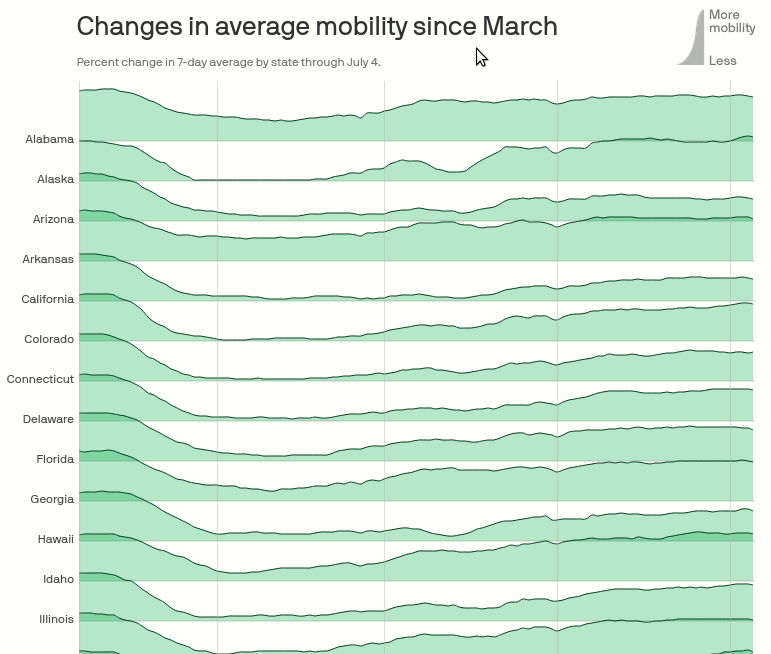 Changes in average mobility since March
More
mobility
Less
Percent change in 7-day average by state through July 4.
Alabama
Alaska
Arizona
Arkansas
California
Colorado
Connecticut
Delaware
Florida
Georgia
Hawaii
Idaho
Illinois